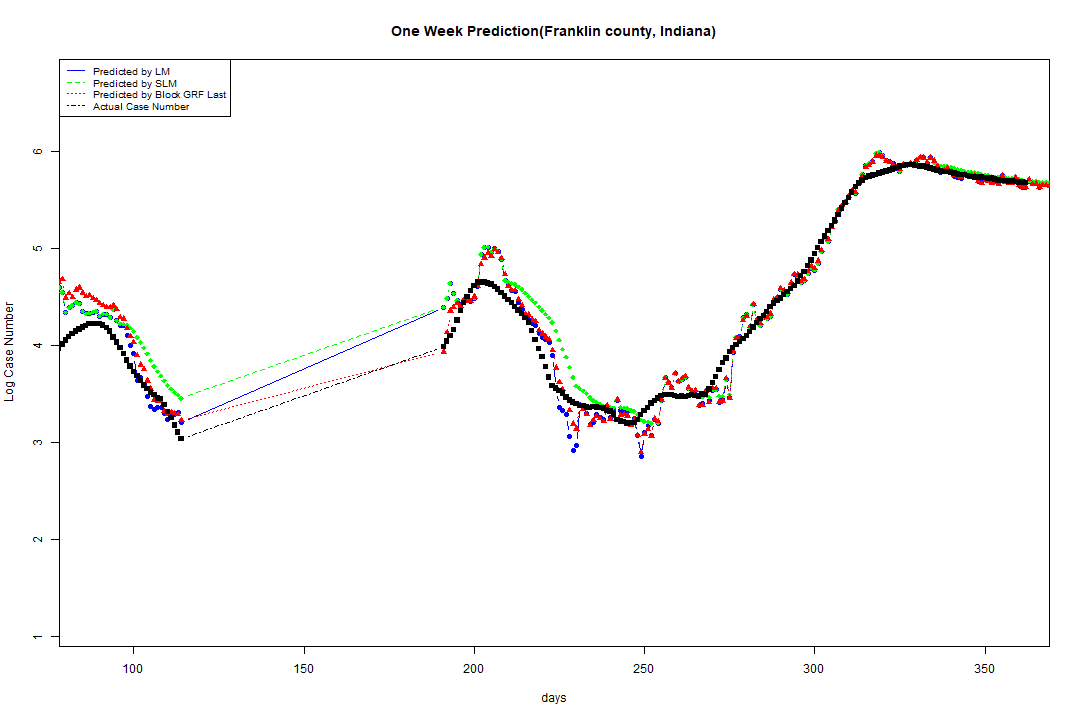 One Week Prediction(Franklin county, Indiana)
Predicted by LM
Predicted by SLM
Predicted by Block GRF Last
Actual Case Number
Log Case Number
6
5
4
3
2
1
100 150 200 250 300 350
days